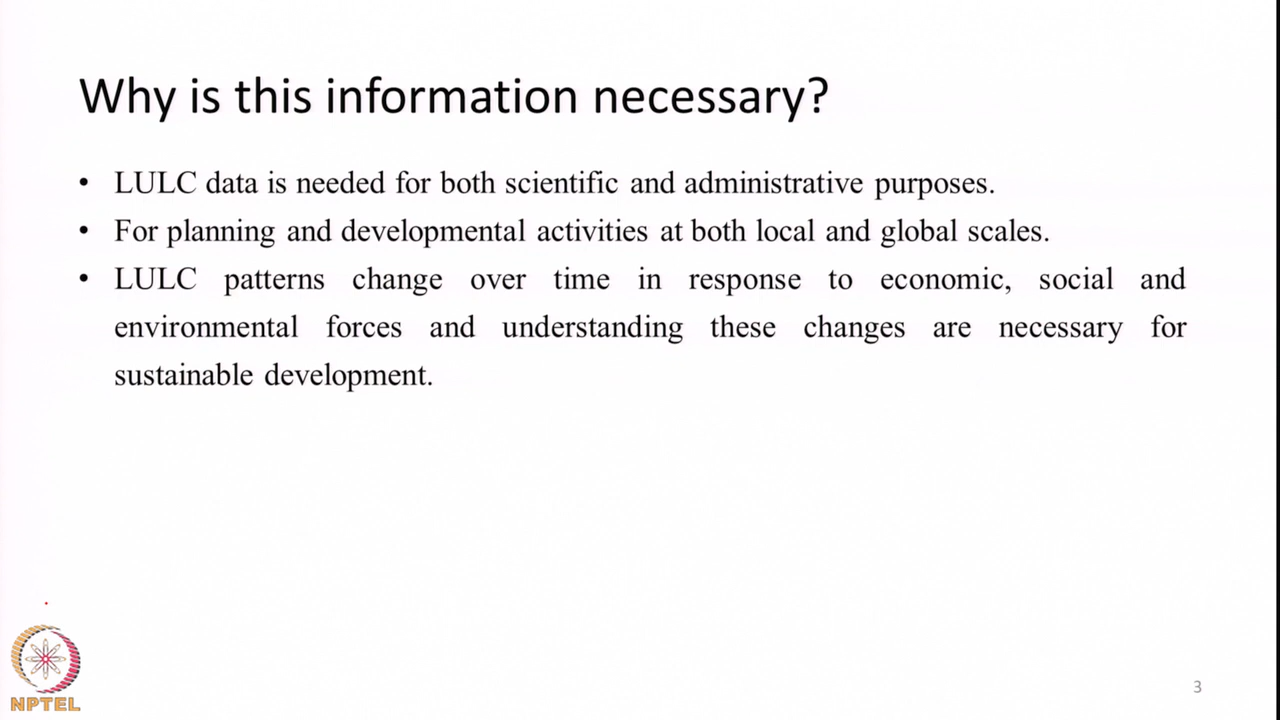 Why is this information necessary?
• LULC data is needed for both scientific and administrative purposes.
• For planning and developmental activities at both local and global scales.
• LULC patterns change over time in response to economic, social and
environmental forces and understanding these changes are necessary for
sustainable development.
NPTEL
3